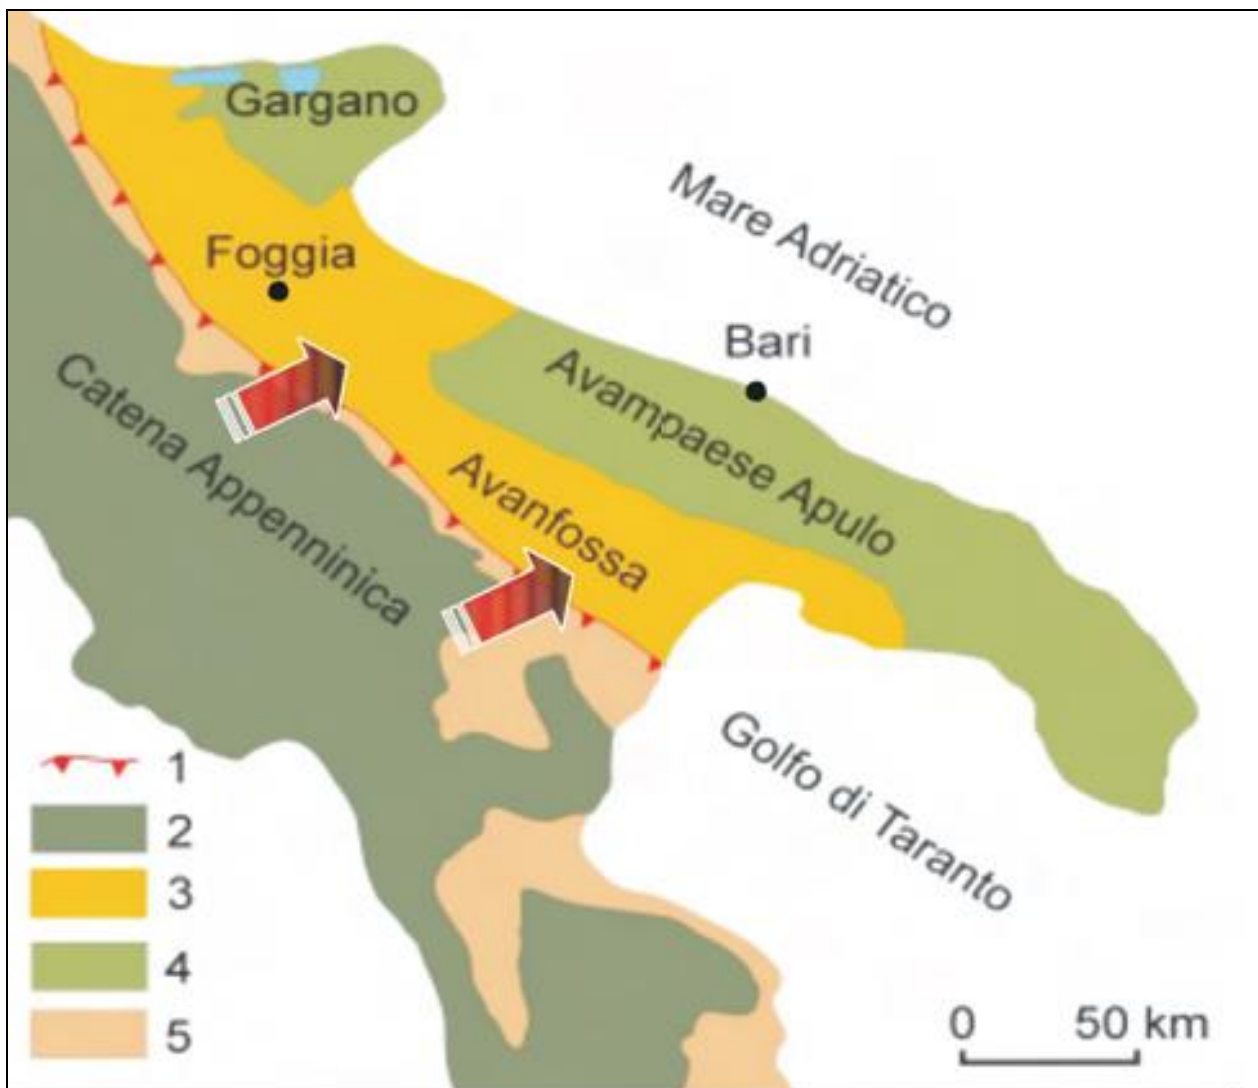 Gargano
Mare Adriatico
Foggia
Bari
Catena Appenninica
Avampaese Apulo
Avanfossa
Golfo di Taranto
1
2
3
4
5
0 50 km